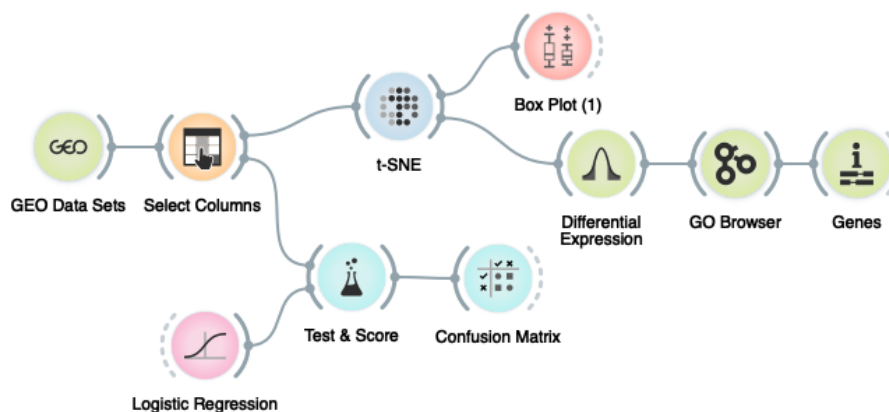 Box Plot (1)
GEO
t-SNE
GEO Data Sets
Select Columns
Differential
Expression
GO Browser
Genes
Test & Score
Confusion Matrix
Logistic Regression